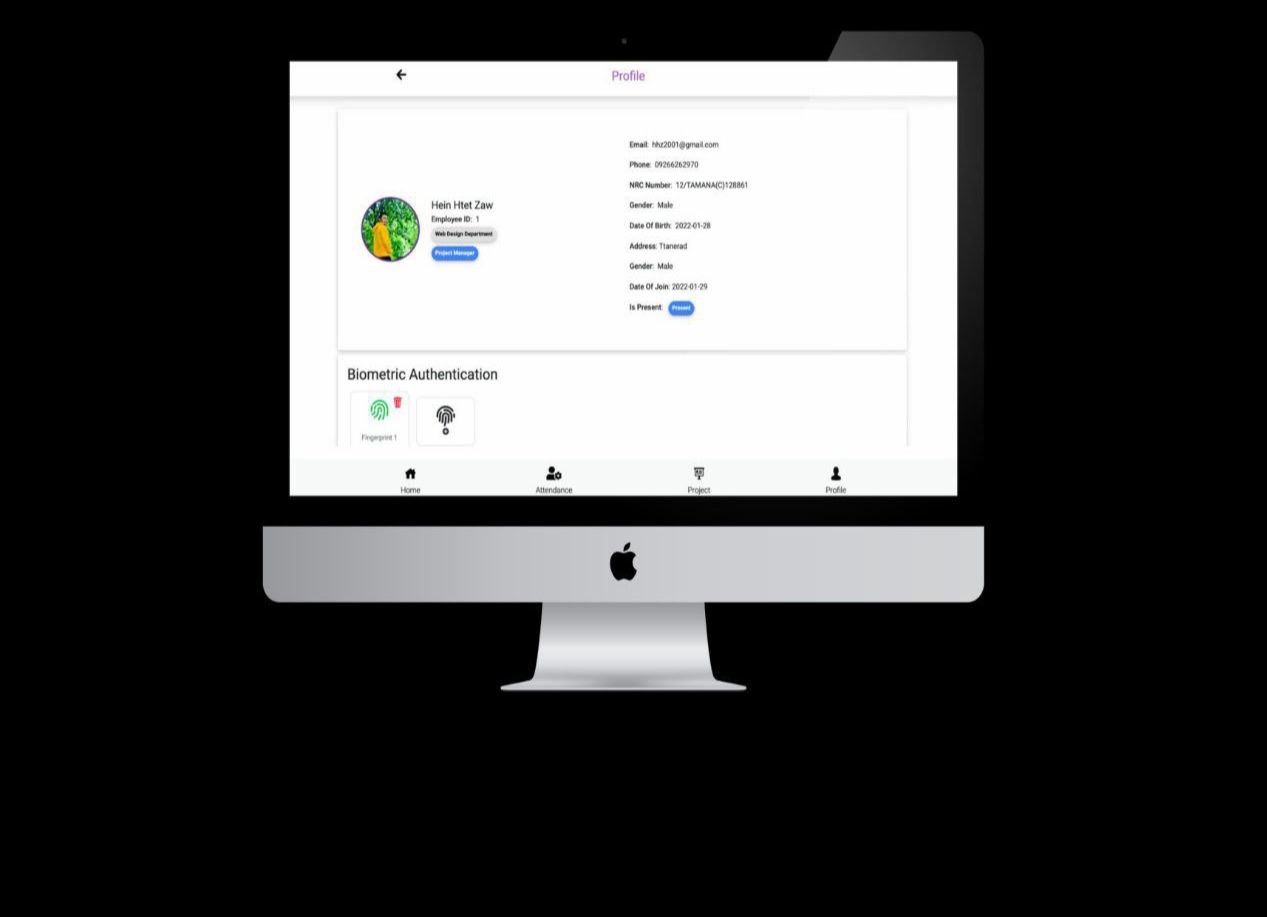 Profile
Hein Htet Zaw
Employee ID: 1
Web Design Department
Project Manager
Email: hhz2001@gmail.com
Phone: 09266262970
NRC Number: 12/TAMANA(C)128861
Gender: Male
Date Of Birth: 2022-01-28
Address: Ttanerad
Gender: Male
Date Of Join: 2022-01-29
Is Present: Present
Biometric Authentication
Fingerprint 1
Home Attendance Project Profile